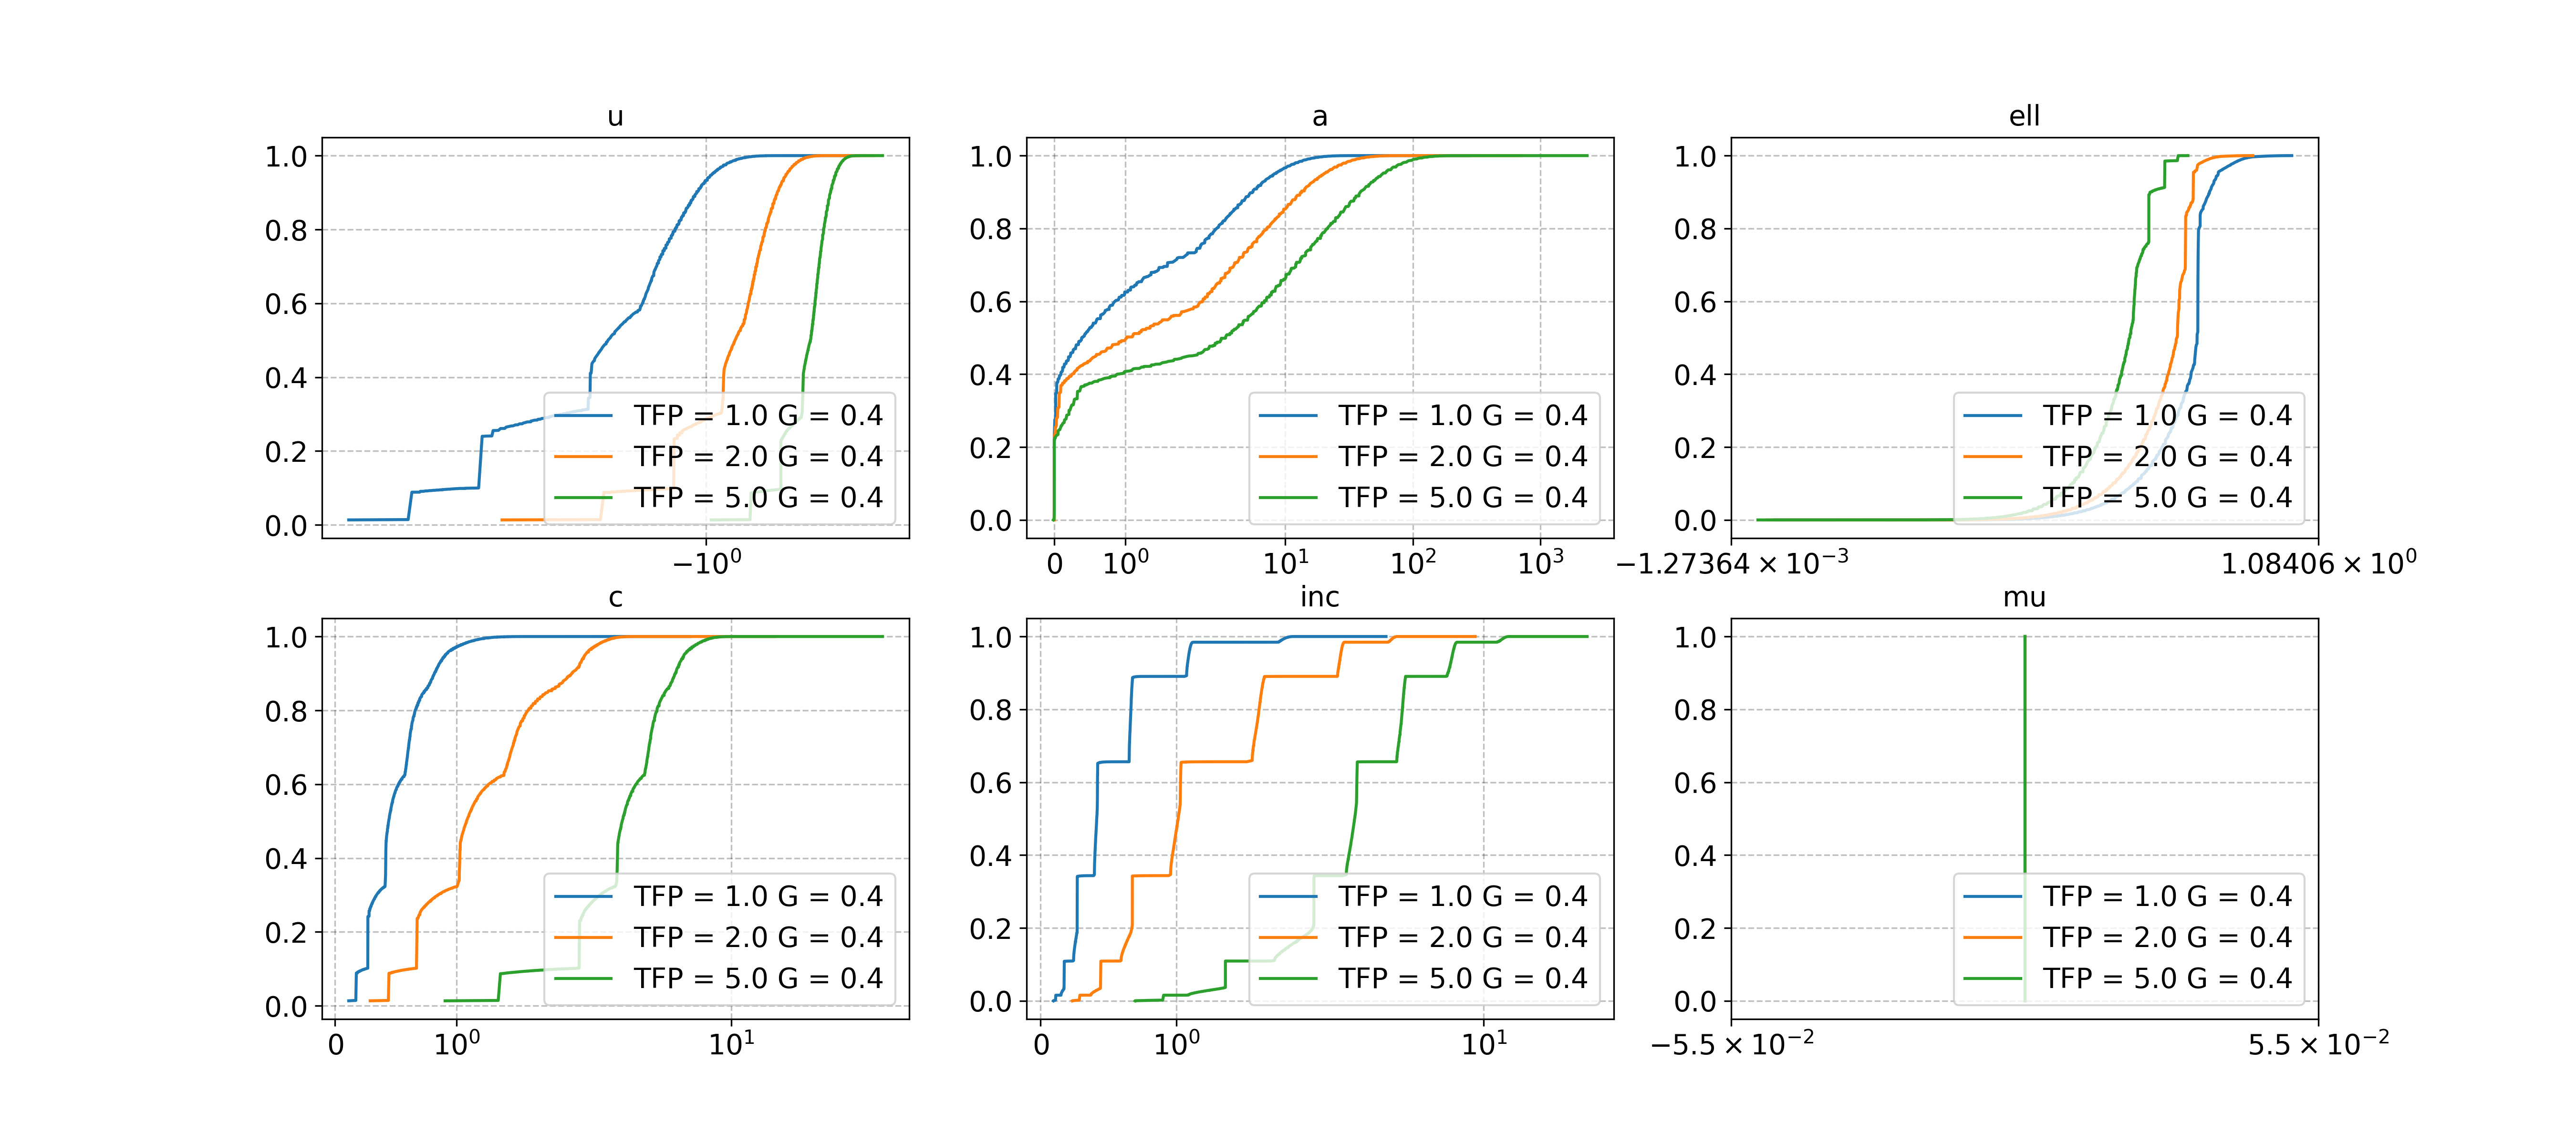 u
1.0
0.8
0.6
0.4
0.2
0.0
−10⁰
TFP = 1.0 G = 0.4
TFP = 2.0 G = 0.4
TFP = 5.0 G = 0.4
a
1.0
0.8
0.6
0.4
0.2
0.0
0 10⁰ 10¹ 10² 10³
TFP = 1.0 G = 0.4
TFP = 2.0 G = 0.4
TFP = 5.0 G = 0.4
ell
1.0
0.8
0.6
0.4
0.2
0.0
−1.27364 × 10⁻³ 1.08406 × 10⁰
TFP = 1.0 G = 0.4
TFP = 2.0 G = 0.4
TFP = 5.0 G = 0.4
c
1.0
0.8
0.6
0.4
0.2
0.0
0 10⁰ 10¹
TFP = 1.0 G = 0.4
TFP = 2.0 G = 0.4
TFP = 5.0 G = 0.4
inc
1.0
0.8
0.6
0.4
0.2
0.0
0 10⁰ 10¹
TFP = 1.0 G = 0.4
TFP = 2.0 G = 0.4
TFP = 5.0 G = 0.4
mu
1.0
0.8
0.6
0.4
0.2
0.0
−5.5 × 10⁻² 5.5 × 10⁻²
TFP = 1.0 G = 0.4
TFP = 2.0 G = 0.4
TFP = 5.0 G = 0.4